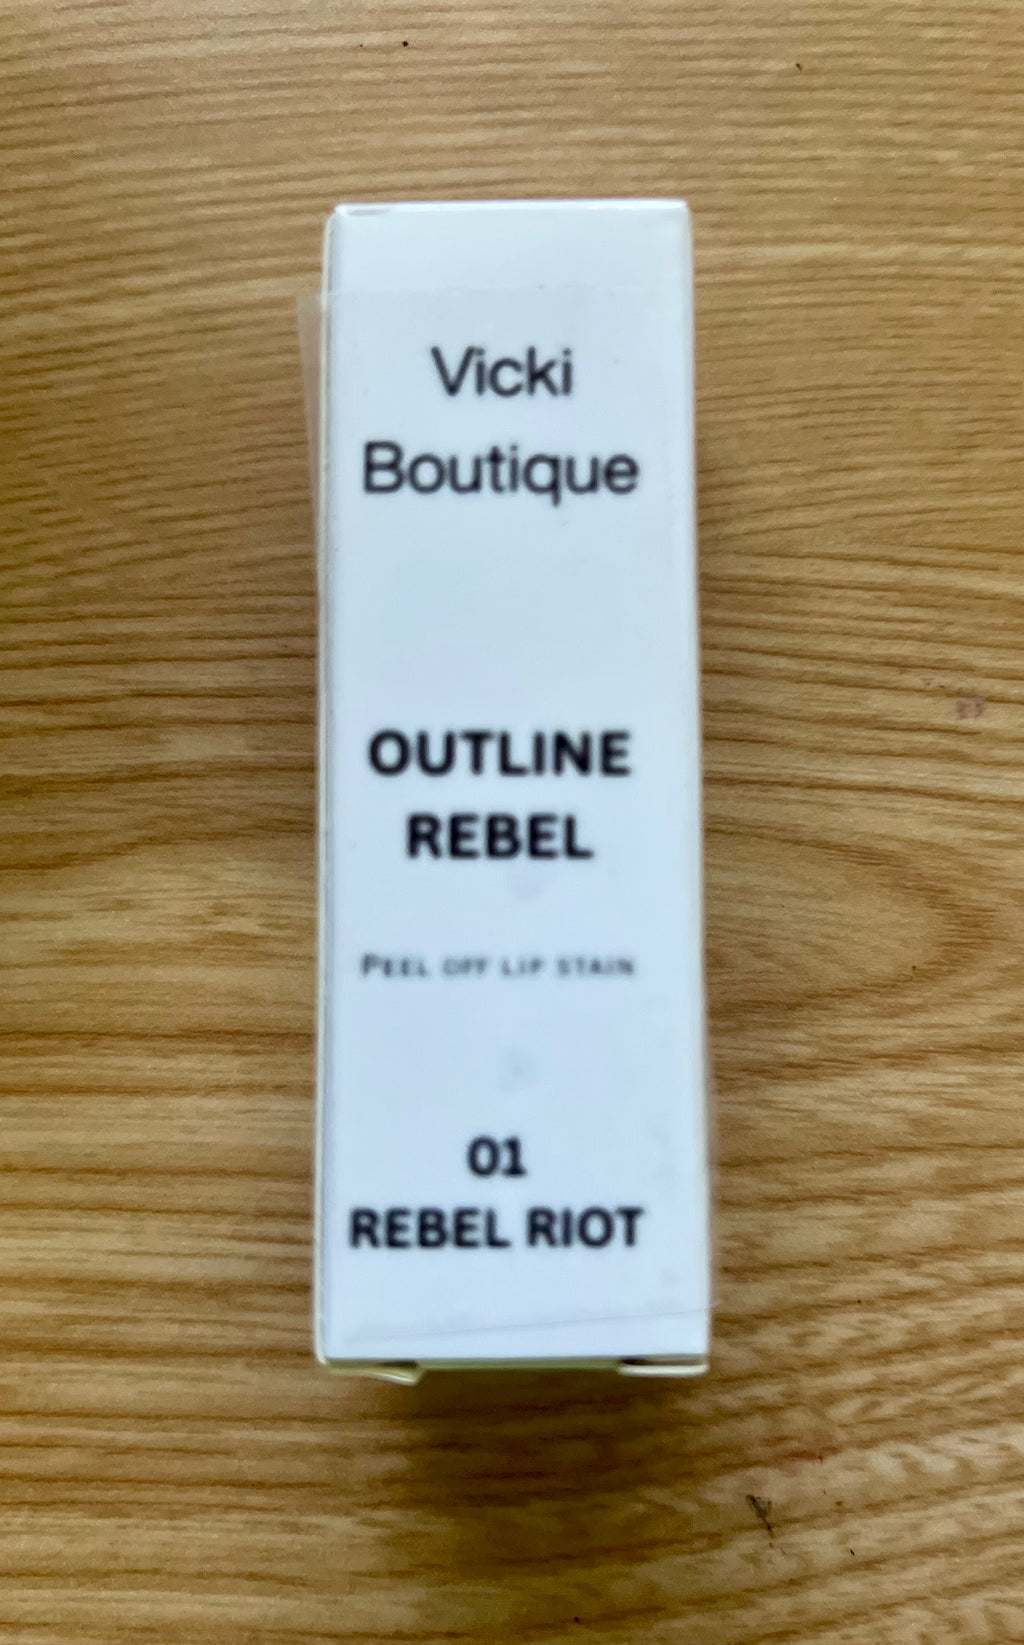 Vicki
Boutique
OUTLINE
REBEL
PEEL OFF LIP STAIN
01
REBEL RIOT